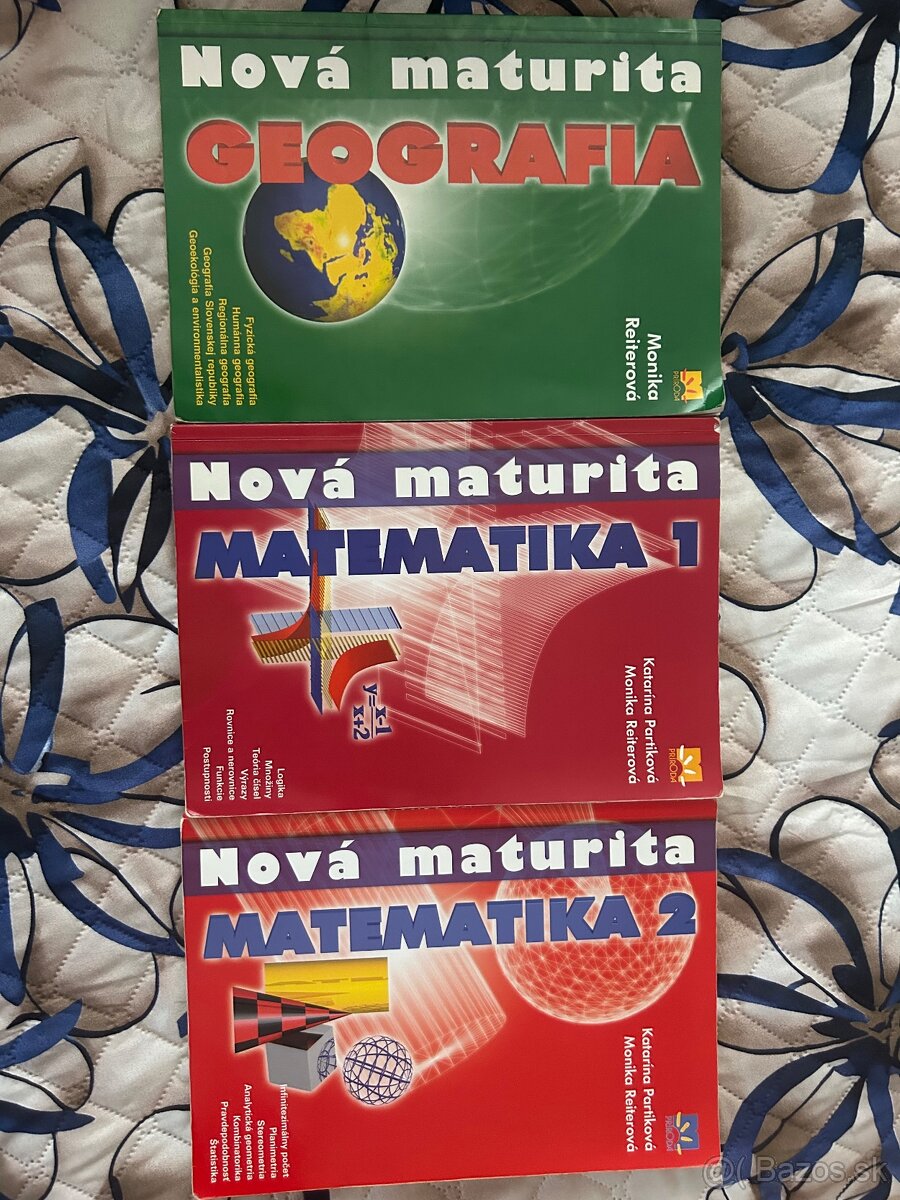 Nová maturita
GEOGRAFIA
Fyzická geografia
Humánna geografia
Regionálna geografia
Geografia Slovenskej republiky
Geoekológia a environmentalistika
Monika
Reiterová
PRÍRODA
Nová maturita
MATEMATIKA 1
y=x-1
x+2
Logika
Množiny
Teória čísel
Výrazy
Rovnice a nerovnice
Funkcie
Postupnosti
Katarína Partiková
Monika Reiterová
PRÍRODA
Nová maturita
MATEMATIKA 2
Infinitezimálny počet
Planimetria
Stereometria
Analytická geometria
Kombinatorika
Pravdepodobnosť
Štatistika
Katarína Partiková
Monika Reiterová
PRÍRODA
Bazos.sk